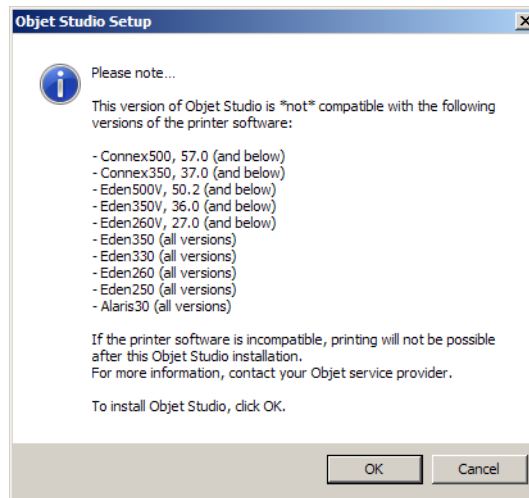 Objet Studio Setup
Please note...
This version of Objet Studio is *not* compatible with the following
versions of the printer software:
- Connex500, 57.0 (and below)
- Connex350, 37.0 (and below)
- Eden500V, 50.2 (and below)
- Eden350V, 36.0 (and below)
- Eden260V, 27.0 (and below)
- Eden350 (all versions)
- Eden330 (all versions)
- Eden260 (all versions)
- Eden250 (all versions)
- Alaris30 (all versions)
If the printer software is incompatible, printing will not be possible
after this Objet Studio installation.
For more information, contact your Objet service provider.
To install Objet Studio, click OK.
OK Cancel